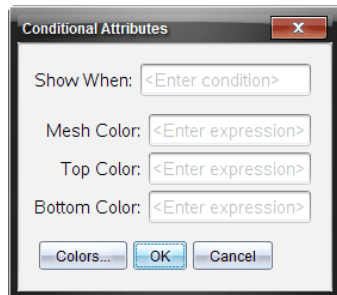 Conditional Attributes
Show When: <Enter condition>
Mesh Color: <Enter expression>
Top Color: <Enter expression>
Bottom Color: <Enter expression>
Colors... OK Cancel